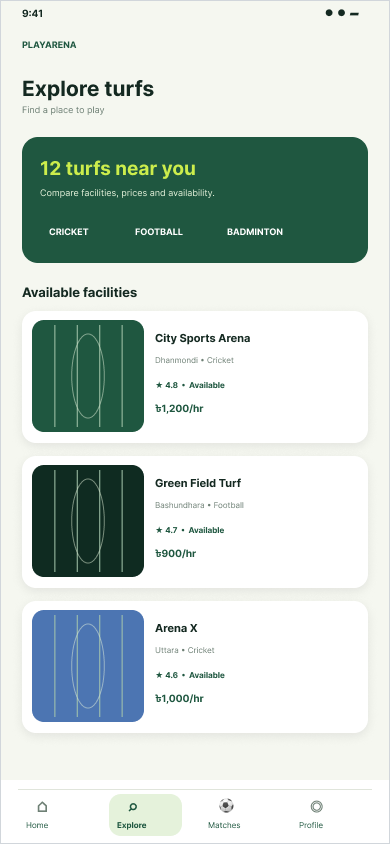 9:41
PLAYARENA
Explore turfs
Find a place to play
12 turfs near you
Compare facilities, prices and availability.
CRICKET FOOTBALL BADMINTON
Available facilities
City Sports Arena
Dhanmondi • Cricket
★ 4.8 • Available
৳1,200/hr
Green Field Turf
Bashundhara • Football
★ 4.7 • Available
৳900/hr
Arena X
Uttara • Cricket
★ 4.6 • Available
৳1,000/hr
Home Explore Matches Profile